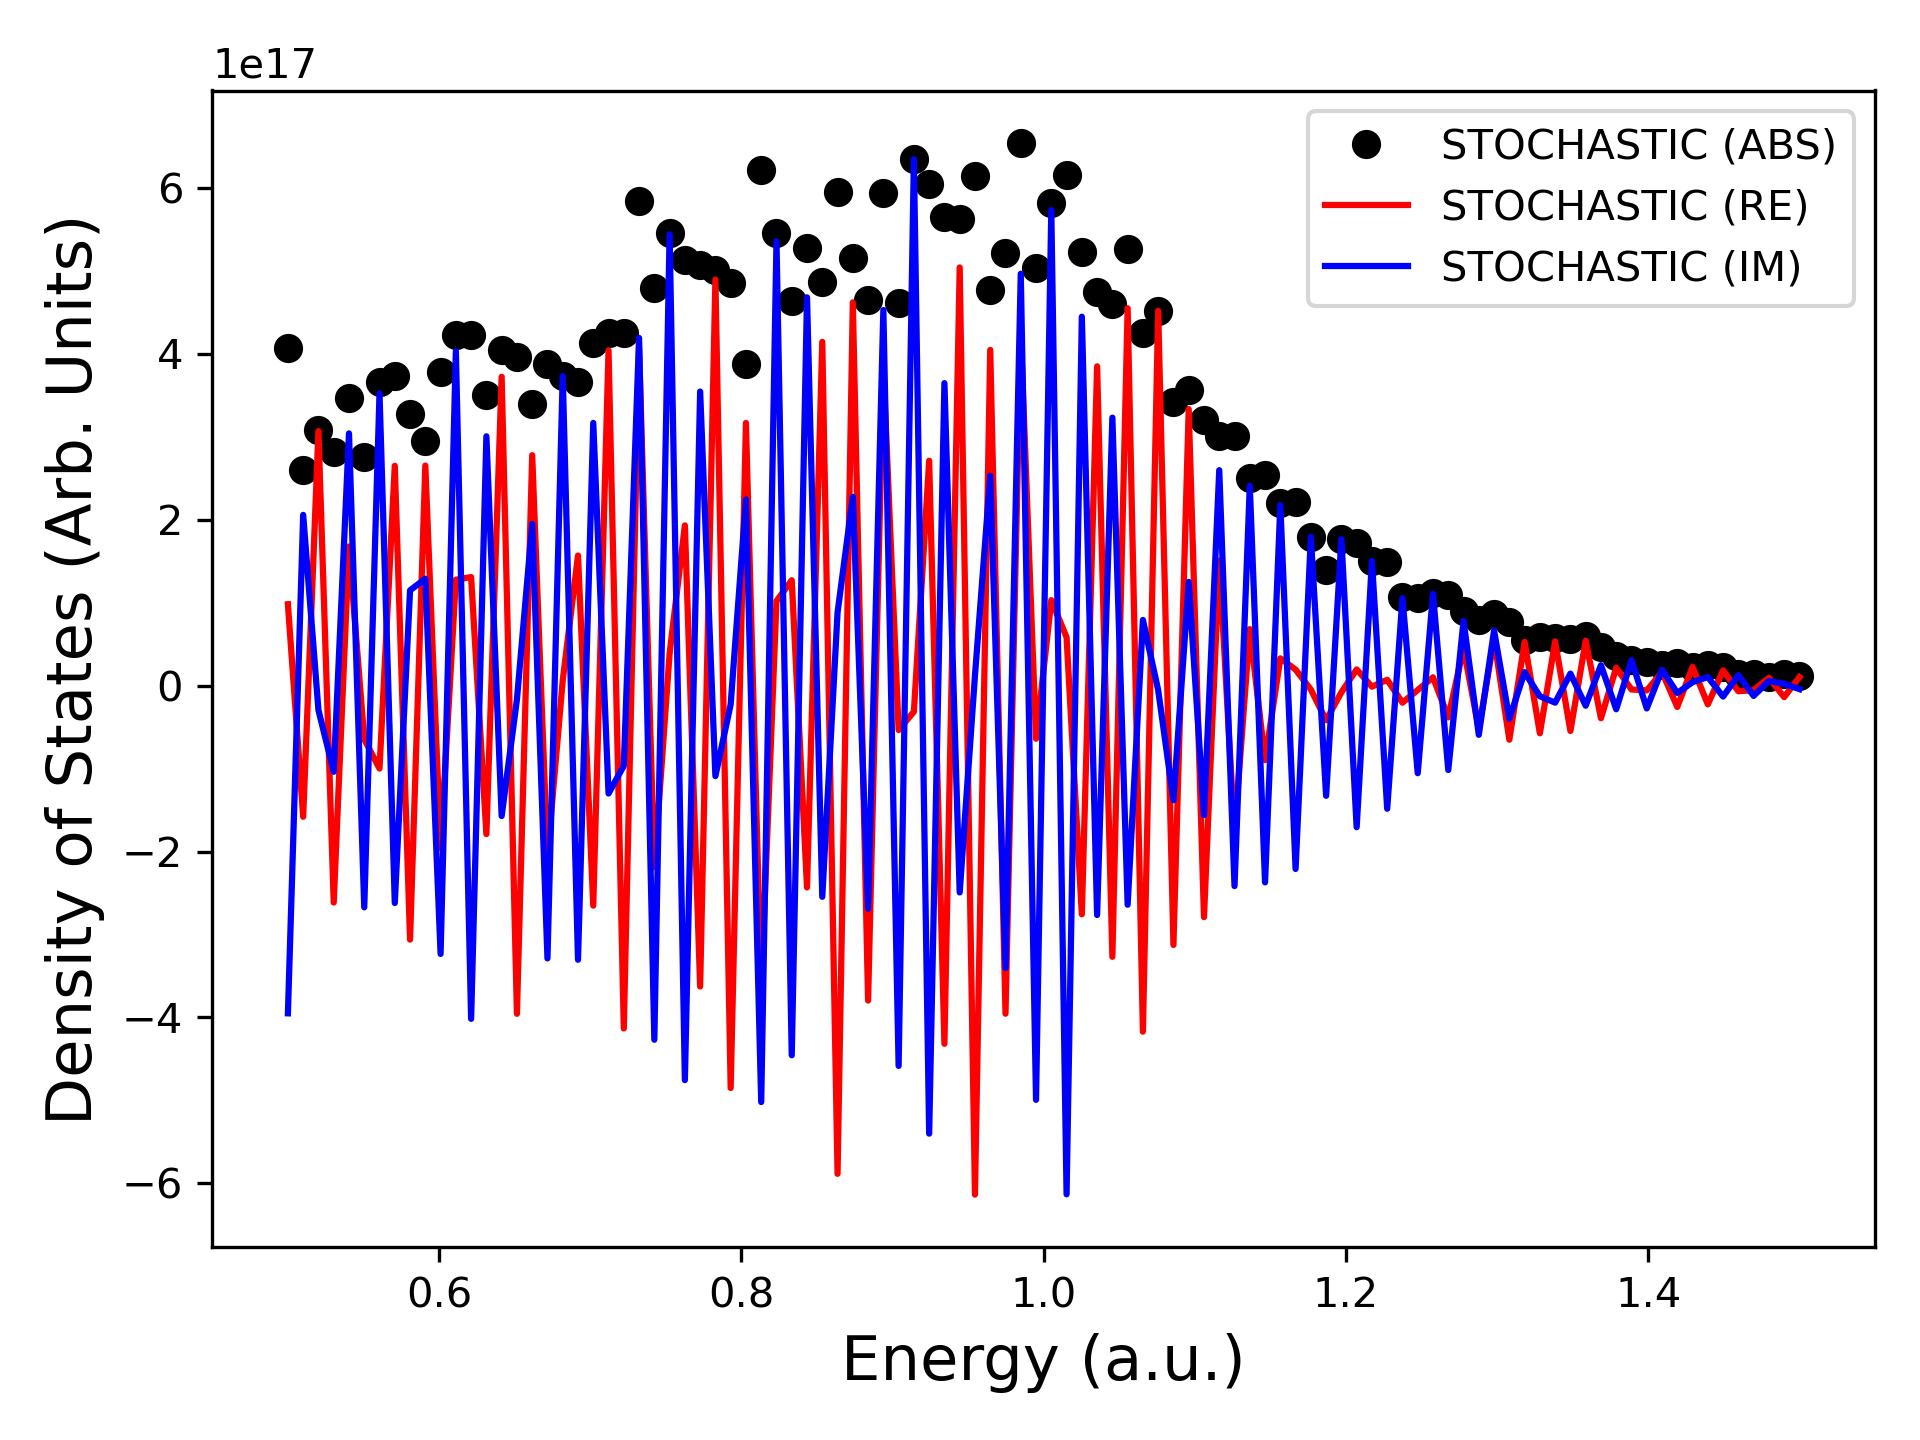 1e17
STOCHASTIC (ABS)
STOCHASTIC (RE)
STOCHASTIC (IM)
6
4
2
0
−2
−4
−6
Density of States (Arb. Units)
0.6 0.8 1.0 1.2 1.4
Energy (a.u.)